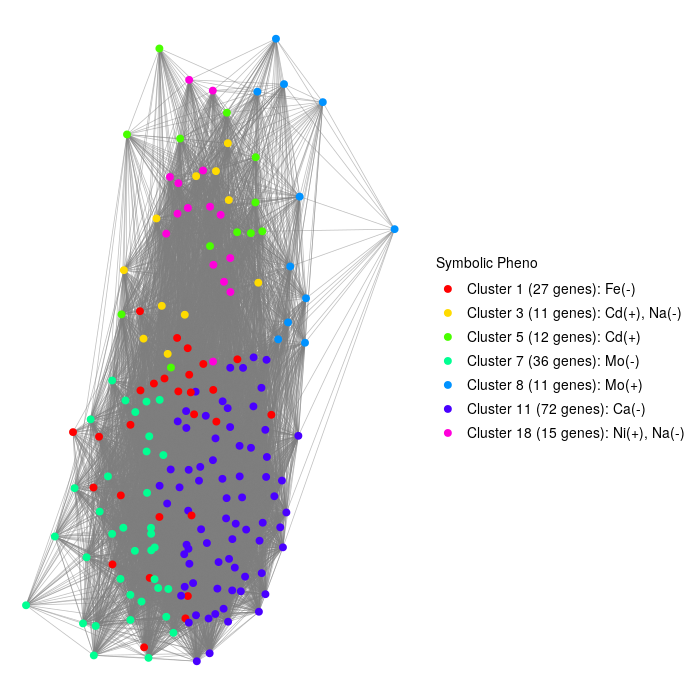 Symbolic Pheno
Cluster 1 (27 genes): Fe(-)
Cluster 3 (11 genes): Cd(+), Na(-)
Cluster 5 (12 genes): Cd(+)
Cluster 7 (36 genes): Mo(-)
Cluster 8 (11 genes): Mo(+)
Cluster 11 (72 genes): Ca(-)
Cluster 18 (15 genes): Ni(+), Na(-)